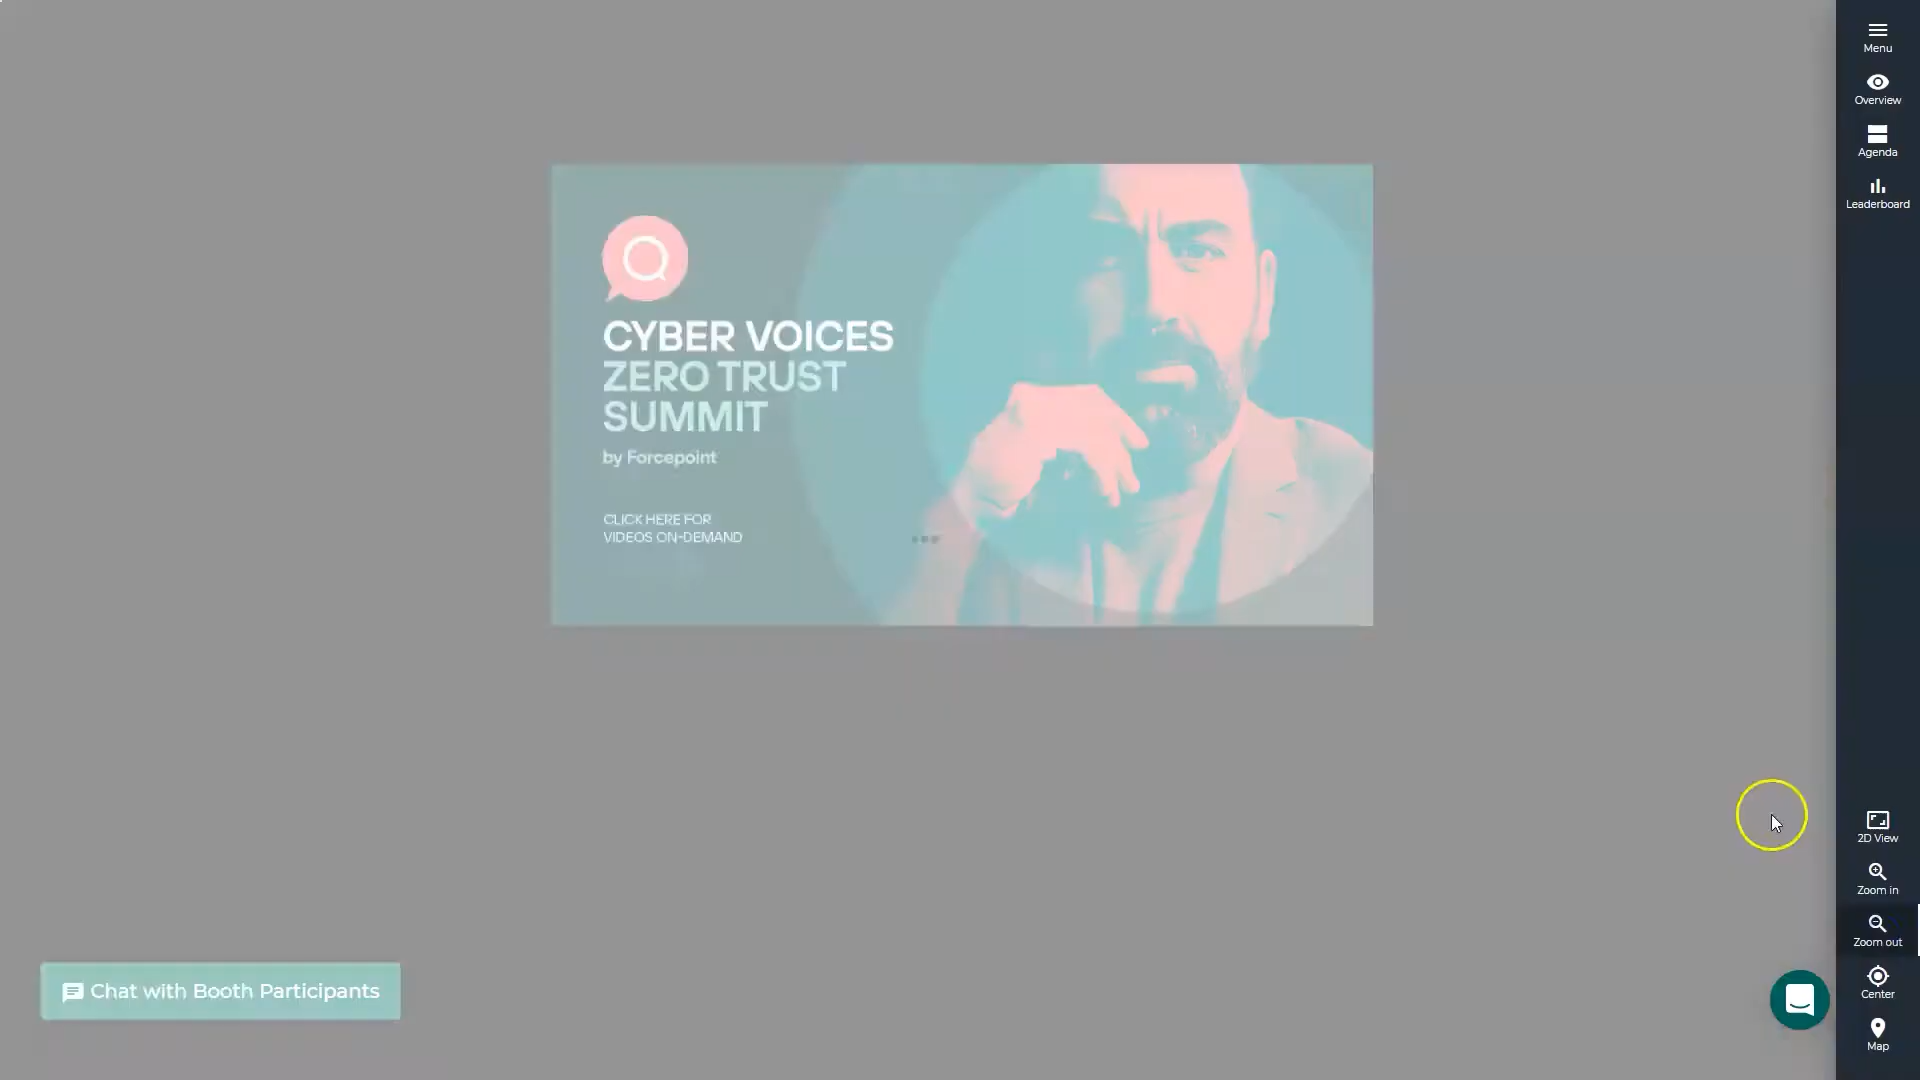 Menu
Overview
Agenda
Leaderboard
CYBER VOICES
ZERO TRUST
SUMMIT
by Forcepoint
CLICK HERE FOR
VIDEOS ON-DEMAND
2D View
Zoom in
Zoom out
Center
Map
Chat with Booth Participants